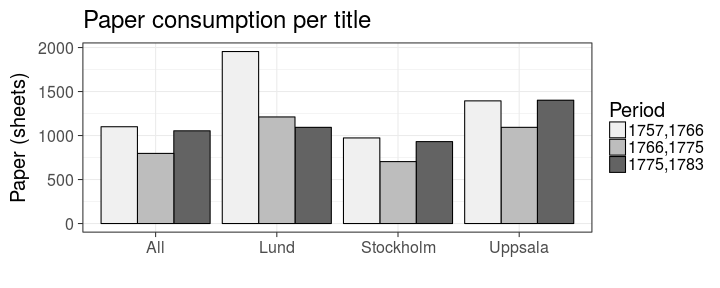 Paper consumption per title
Paper (sheets)
2000
1500
1000
500
0
All Lund Stockholm Uppsala
Period
1757,1766
1766,1775
1775,1783